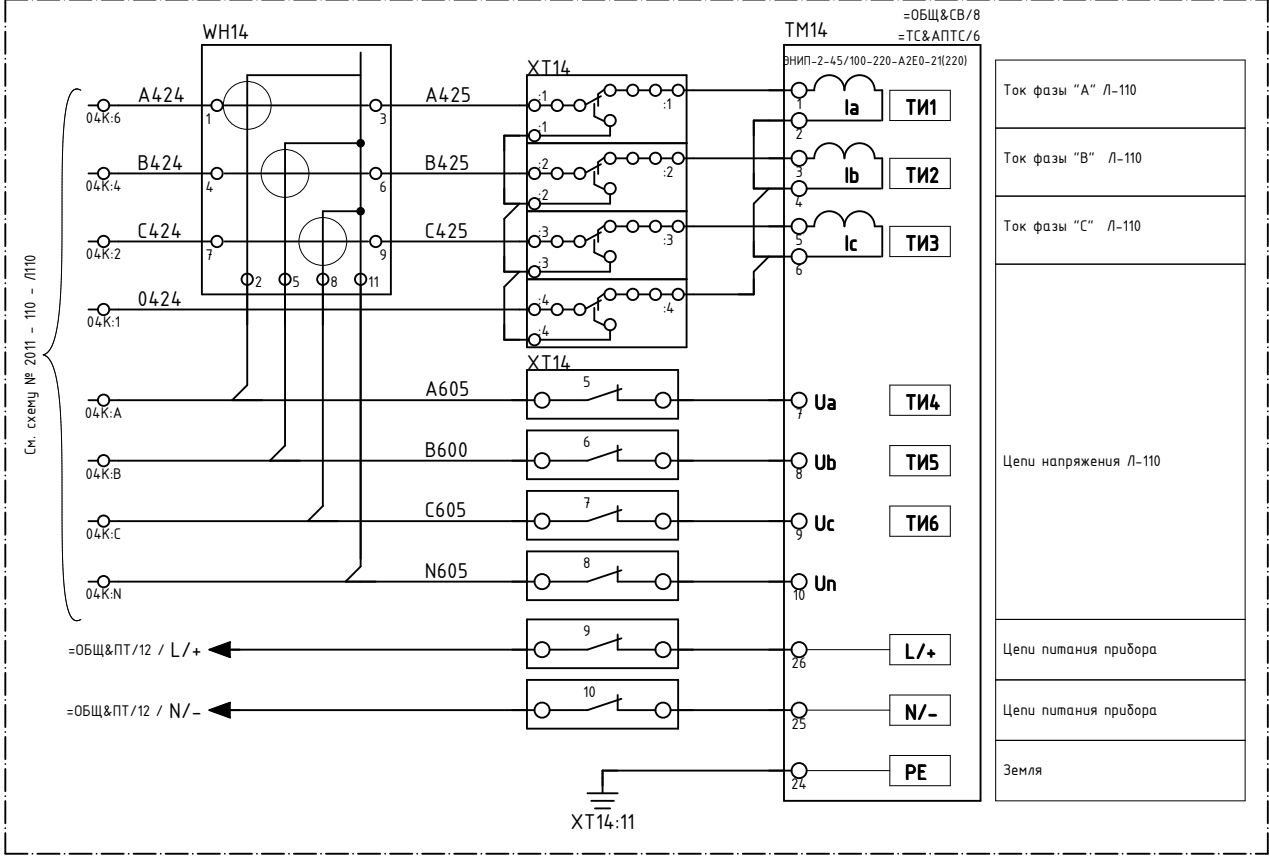 =ОБЩ&СВ/8
=ТС&АПТС/6
WH14
TM14
ЭНИП-2-45/100-220-А2Е0-21(220)
XT14
A424
04K:6
1
3
A425
:1
:1
:1
1
2
Ia
ТИ1
Ток фазы "А" Л-110
B424
04K:4
4
6
B425
:2
:2
:2
3
4
Ib
ТИ2
Ток фазы "В" Л-110
C424
04K:2
7
9
C425
:3
:3
:3
5
6
Ic
ТИ3
Ток фазы "С" Л-110
2
5
8
11
0424
04K:1
:4
:4
:4
См. схему № 2011 - 110 - Л110
XT14
04K:A
A605
5
7
Ua
ТИ4
04K:B
B600
6
8
Ub
ТИ5
Цепи напряжения Л-110
04K:C
C605
7
9
Uc
ТИ6
04K:N
N605
8
10
Un
=ОБЩ&ПТ/12 / L/+
9
26
L/+
Цепи питания прибора
=ОБЩ&ПТ/12 / N/-
10
25
N/-
Цепи питания прибора
24
PE
Земля
XT14:11